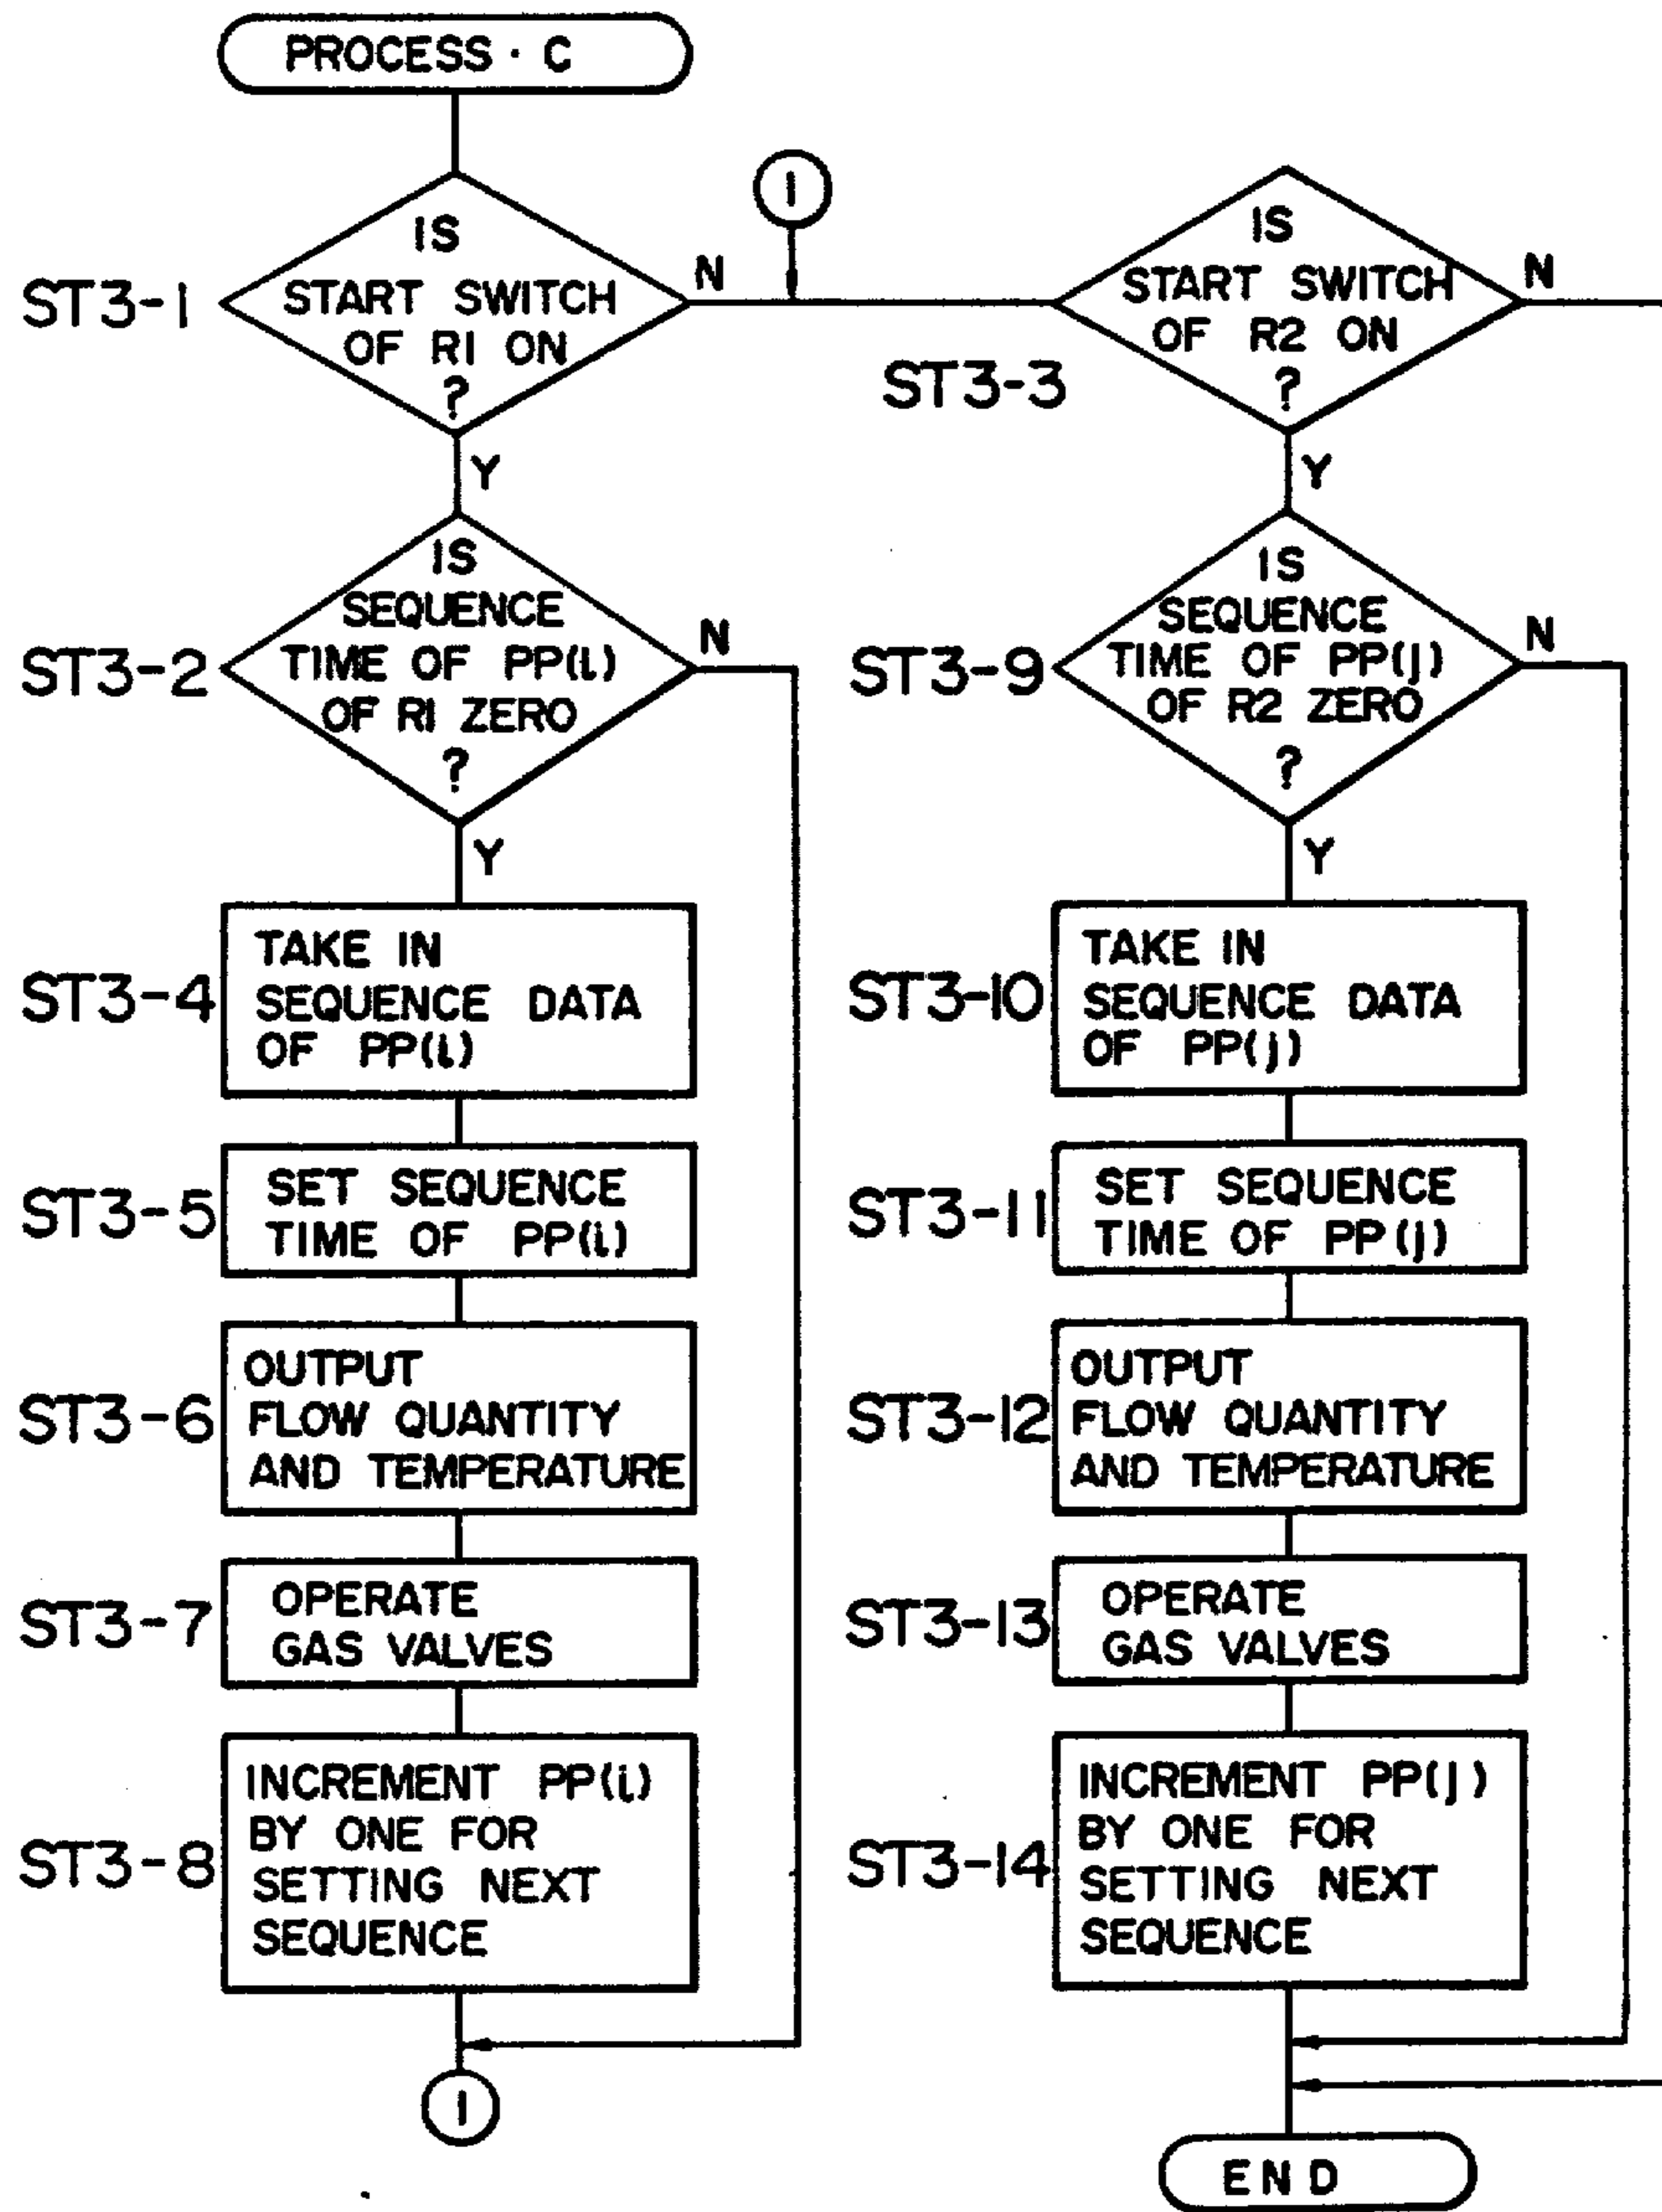 PROCESS · C
1
ST3-1
IS
START SWITCH
OF R1 ON
?
N
Y
ST3-2
IS
SEQUENCE
TIME OF PP(i)
OF R1 ZERO
?
N
Y
ST3-4
TAKE IN
SEQUENCE DATA
OF PP(i)
ST3-5
SET SEQUENCE
TIME OF PP(i)
ST3-6
OUTPUT
FLOW QUANTITY
AND TEMPERATURE
ST3-7
OPERATE
GAS VALVES
ST3-8
INCREMENT PP(i)
BY ONE FOR
SETTING NEXT
SEQUENCE
1
ST3-3
IS
START SWITCH
OF R2 ON
?
N
Y
ST3-9
IS
SEQUENCE
TIME OF PP(j)
OF R2 ZERO
?
N
Y
ST3-10
TAKE IN
SEQUENCE DATA
OF PP(j)
ST3-11
SET SEQUENCE
TIME OF PP(j)
ST3-12
OUTPUT
FLOW QUANTITY
AND TEMPERATURE
ST3-13
OPERATE
GAS VALVES
ST3-14
INCREMENT PP(j)
BY ONE FOR
SETTING NEXT
SEQUENCE
END